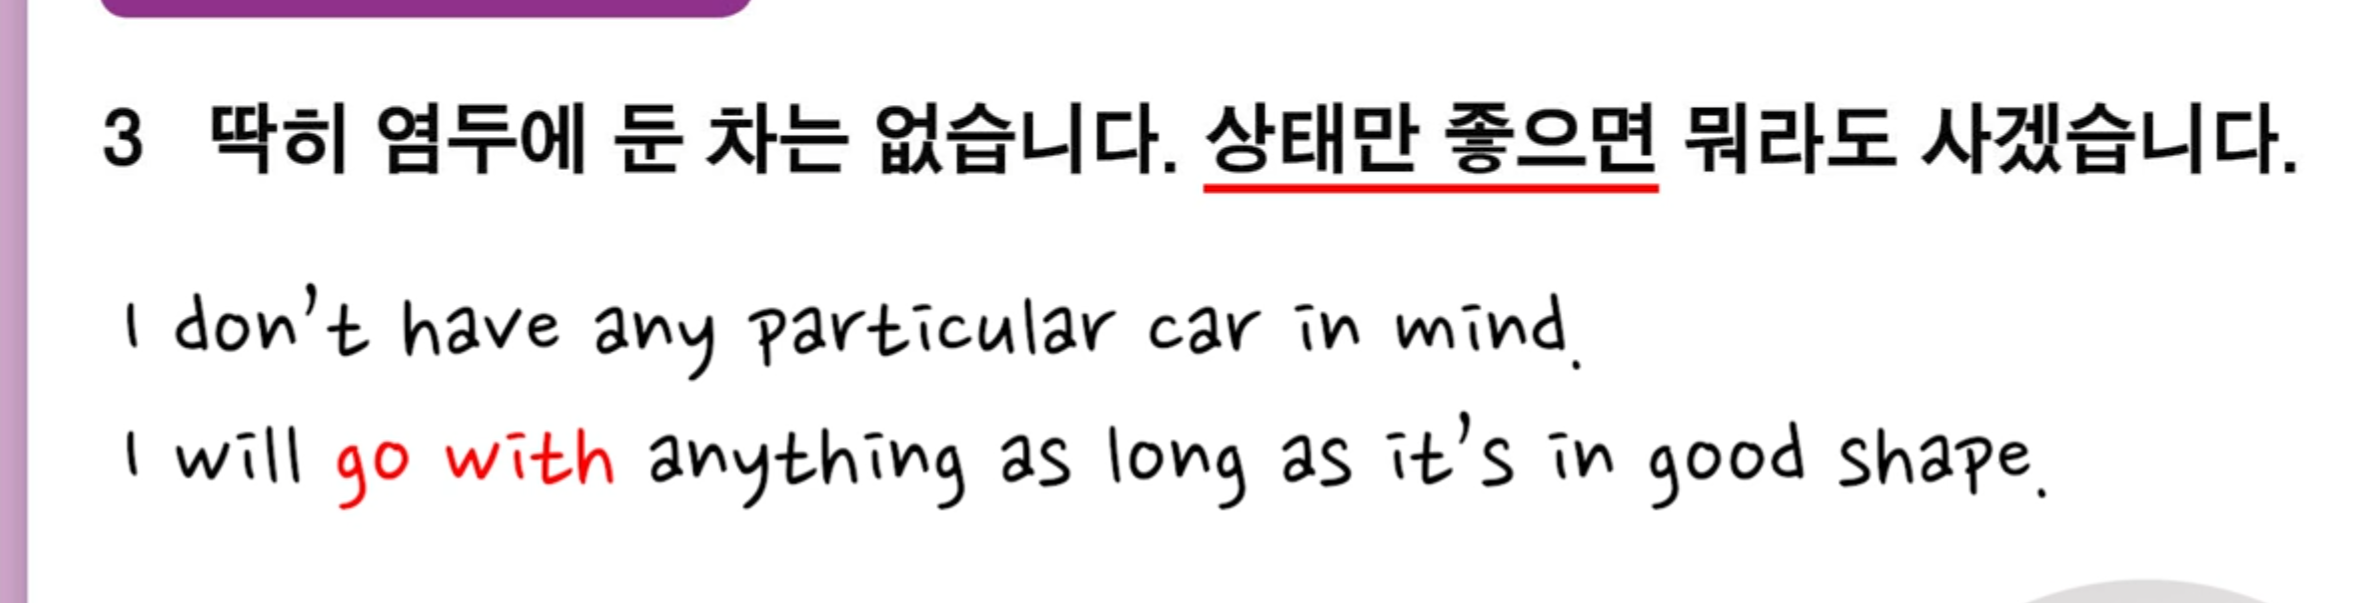 3 딱히 염두에 둔 차는 없습니다. 상태만 좋으면 뭐라도 사겠습니다.
I don't have any particular car in mind.
I will go with anything as long as it's in good shape.